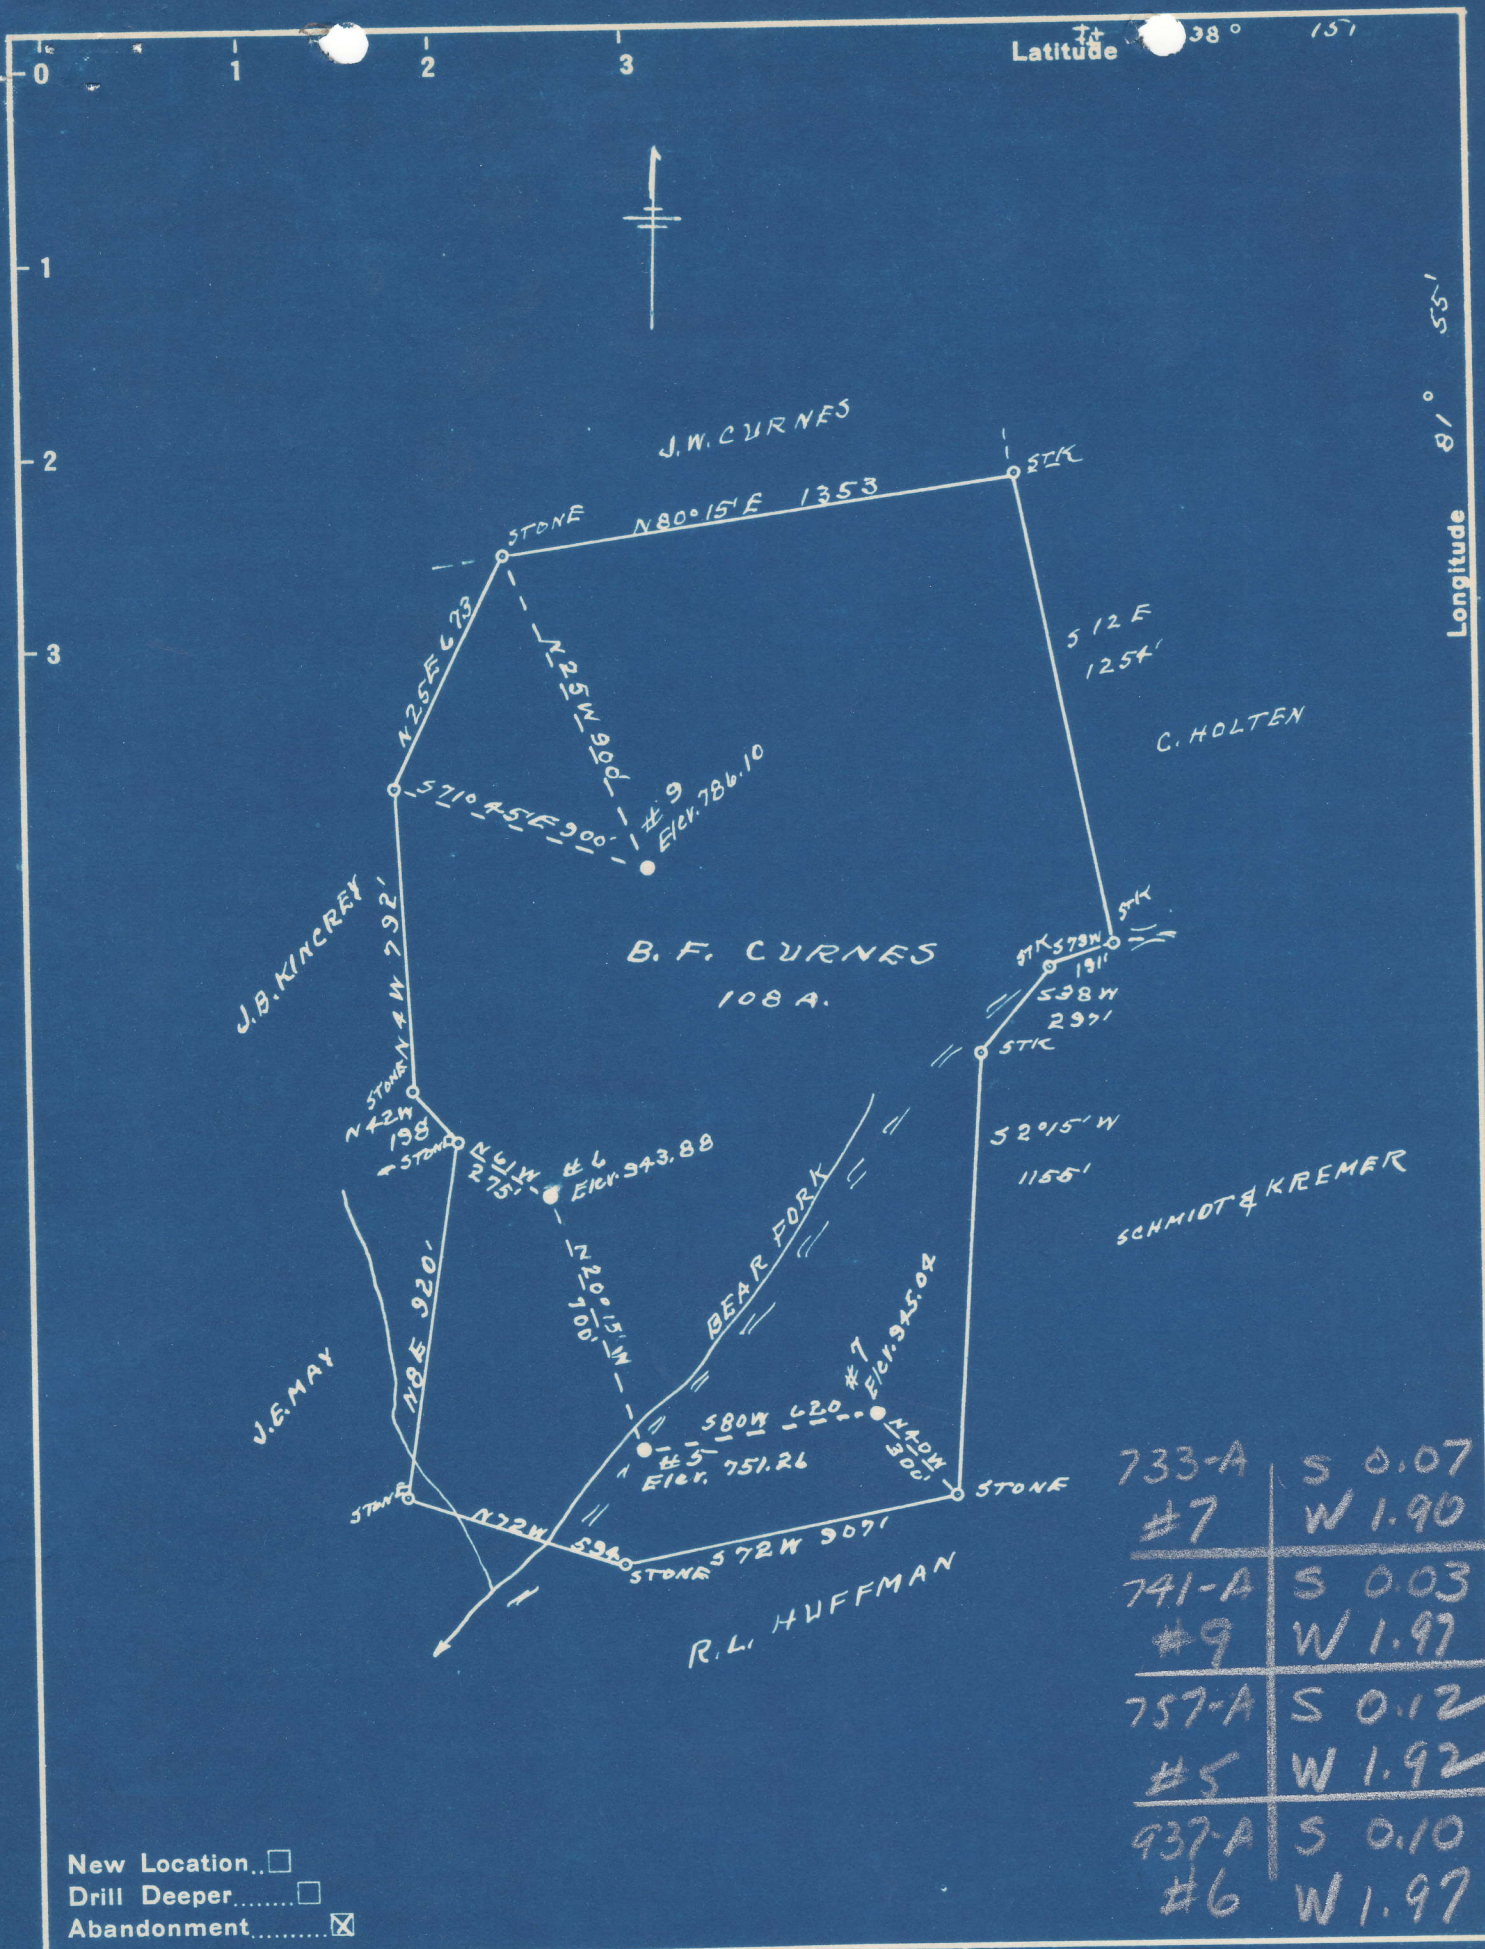 Latitude 38° 15'
0 1 2 3
1
2
3
81° 55'
Longitude
J.W. CURNES
STK
N80°15'E 1353
STONE
N25E 673
N25W 900'
S12E
1254'
C. HOLTEN
S71°45'E 900'
#9
Elev. 786.10
J.B. KINCREY
N4W 792'
B.F. CURNES
108 A.
STK
STK S79W
191'
S38W
297'
STK
STONE
N42W
198
STONE
N61W
275'
#6
Elev. 943.88
S2°15'W
1155'
SCHMIDT & KREMER
BEAR FORK
N20°15'W
700'
N8E 920'
J.E. MAY
#7
Elev. 945.04
S80W 620
#5
Elev. 751.26
N40W
300'
STONE
STONE
N72W 594
STONE
S72W 907'
R.L. HUFFMAN
733-A S 0.07
#7 W 1.90
741-A S 0.03
#9 W 1.97
757-A S 0.12
#5 W 1.92
937-A S 0.10
#6 W 1.97
New Location..☐
Drill Deeper........☐
Abandonment..........☒